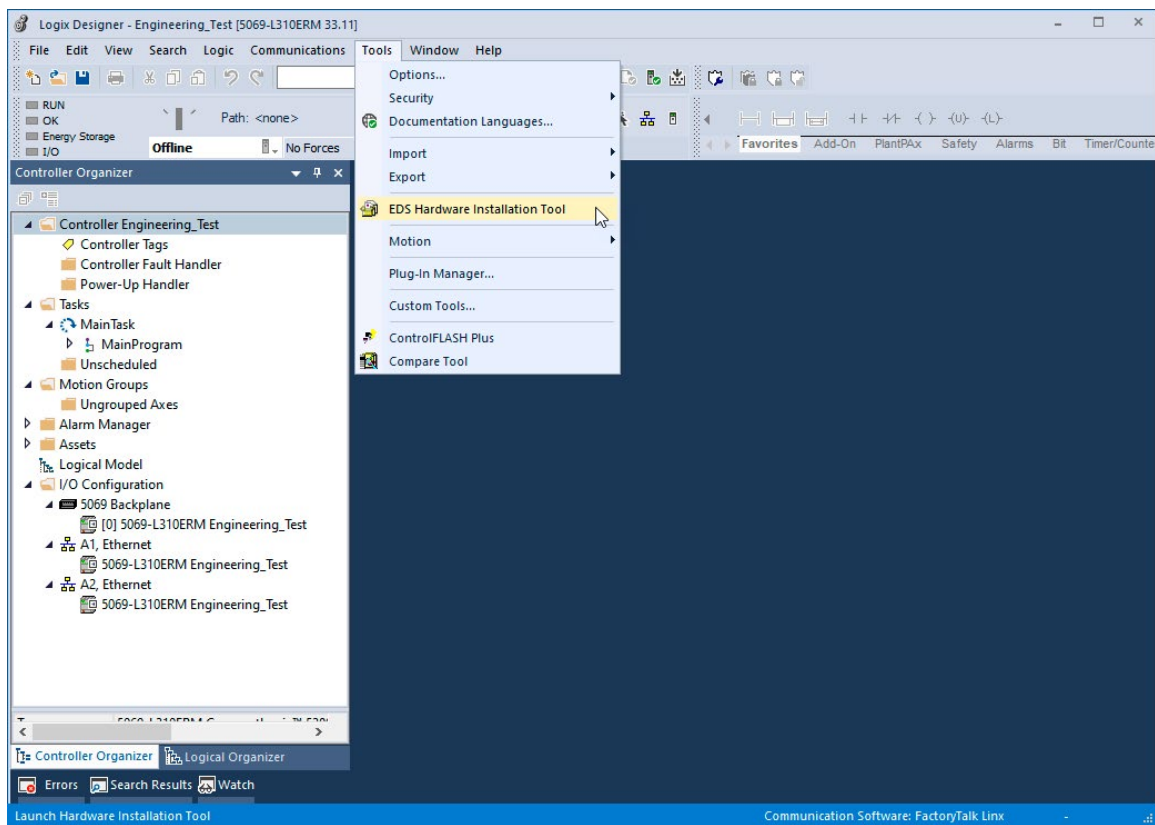 Logix Designer - Engineering_Test [5069-L310ERM 33.11]
File Edit View Search Logic Communications Tools Window Help
RUN
OK
Energy Storage
I/O
Path: <none>
Offline
No Forces
Favorites Add-On PlantPAx Safety Alarms Bit Timer/Counte
Options...
Security
Documentation Languages...
Import
Export
EDS Hardware Installation Tool
Motion
Plug-In Manager...
Custom Tools...
ControlFLASH Plus
Compare Tool
Controller Organizer
Controller Engineering_Test
Controller Tags
Controller Fault Handler
Power-Up Handler
Tasks
MainTask
MainProgram
Unscheduled
Motion Groups
Ungrouped Axes
Alarm Manager
Assets
Logical Model
I/O Configuration
5069 Backplane
[0] 5069-L310ERM Engineering_Test
A1, Ethernet
5069-L310ERM Engineering_Test
A2, Ethernet
5069-L310ERM Engineering_Test
Controller Organizer Logical Organizer
Errors Search Results Watch
Launch Hardware Installation Tool
Communication Software: FactoryTalk Linx